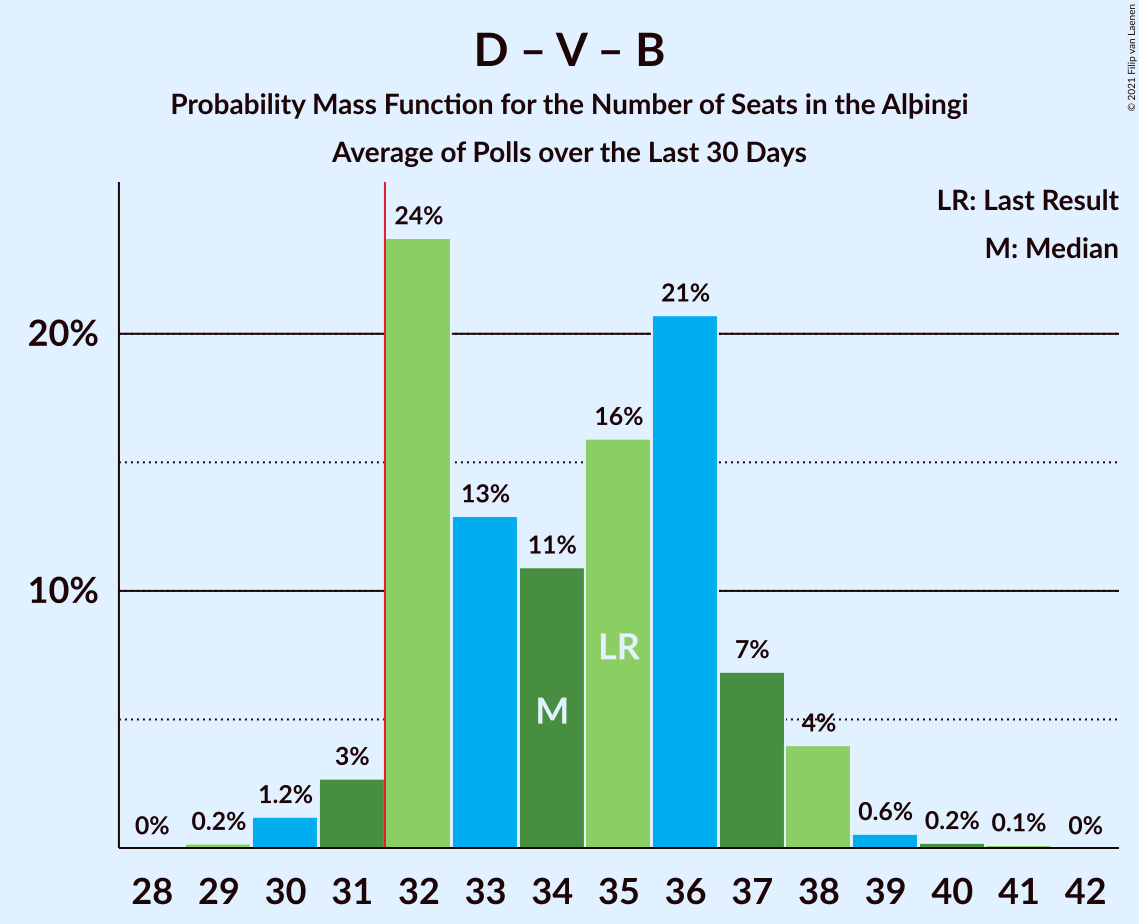 D – V – B
Probability Mass Function for the Number of Seats in the Alþingi
Average of Polls over the Last 30 Days
© 2021 Filip van Laenen
LR: Last Result
M: Median
20%
10%
0%
0.2%
1.2%
3%
24%
13%
11%
16%
21%
7%
4%
0.6%
0.2%
0.1%
0%
M
LR
28 29 30 31 32 33 34 35 36 37 38 39 40 41 42